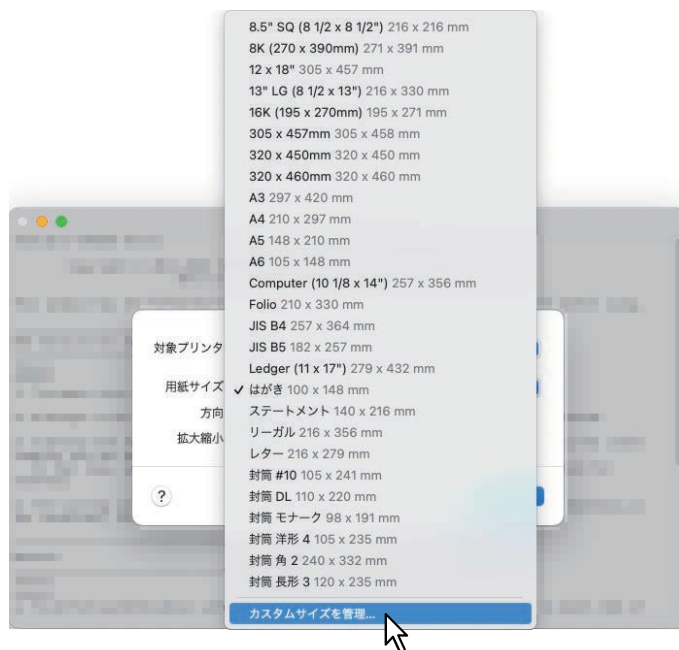 8.5" SQ (8 1/2 x 8 1/2") 216 x 216 mm
8K (270 x 390mm) 271 x 391 mm
12 x 18" 305 x 457 mm
13" LG (8 1/2 x 13") 216 x 330 mm
16K (195 x 270mm) 195 x 271 mm
305 x 457mm 305 x 458 mm
320 x 450mm 320 x 450 mm
320 x 460mm 320 x 460 mm
A3 297 x 420 mm
A4 210 x 297 mm
A5 148 x 210 mm
A6 105 x 148 mm
Computer (10 1/8 x 14") 257 x 356 mm
Folio 210 x 330 mm
JIS B4 257 x 364 mm
対象プリンタ
JIS B5 182 x 257 mm
Ledger (11 x 17") 279 x 432 mm
用紙サイズ
✓ はがき 100 x 148 mm
方向
ステートメント 140 x 216 mm
リーガル 216 x 356 mm
拡大縮小
レター 216 x 279 mm
封筒 #10 105 x 241 mm
?
封筒 DL 110 x 220 mm
封筒 モナーク 98 x 191 mm
封筒 洋形 4 105 x 235 mm
封筒 角 2 240 x 332 mm
封筒 長形 3 120 x 235 mm
カスタムサイズを管理...